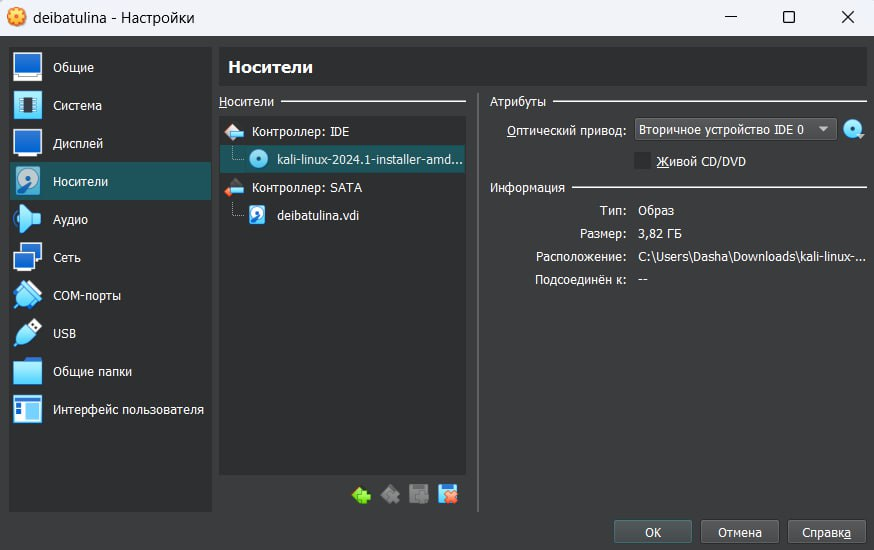 deibatulina - Настройки
Общие
Система
Дисплей
Носители
Аудио
Сеть
COM-порты
USB
Общие папки
Интерфейс пользователя
Носители
Носители
Контроллер: IDE
kali-linux-2024.1-installer-amd...
Контроллер: SATA
deibatulina.vdi
Атрибуты
Оптический привод: Вторичное устройство IDE 0
Живой CD/DVD
Информация
Тип: Образ
Размер: 3,82 ГБ
Расположение: C:\Users\Dasha\Downloads\kali-linux-...
Подсоединён к: --
OK Отмена Справка